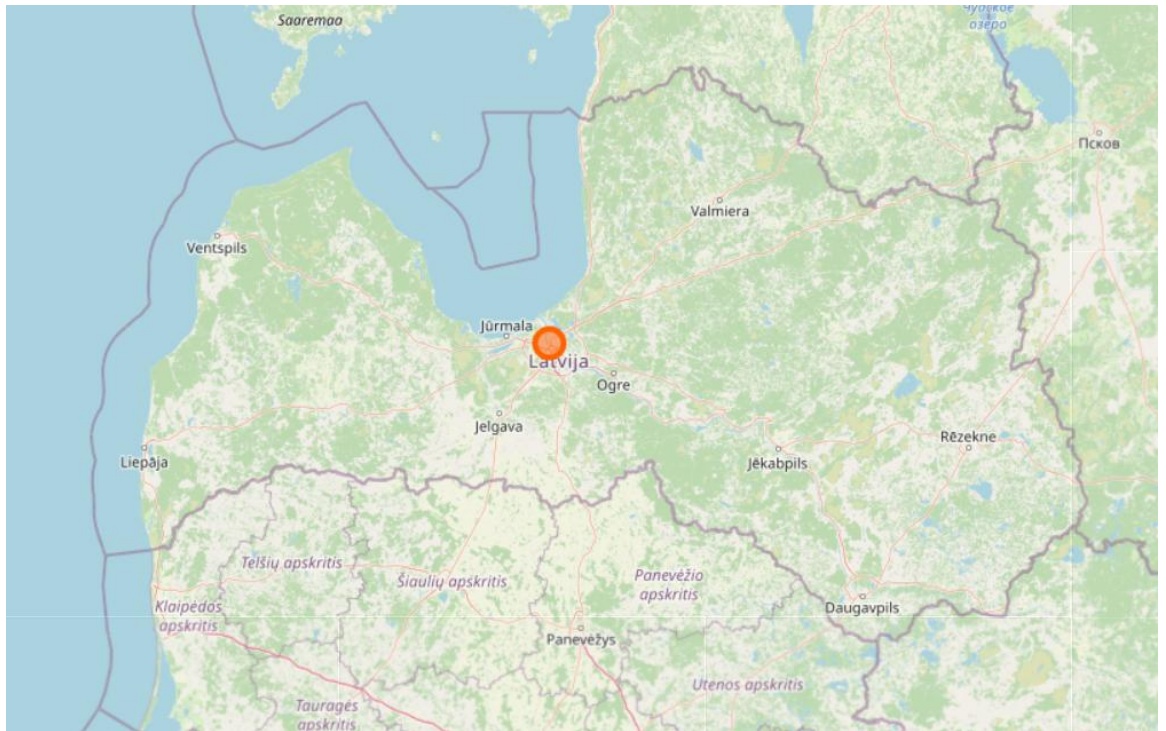 Saaremaa
Чудское
озеро
Псков
Valmiera
Ventspils
Jūrmala
Latvija
Ogre
Jelgava
Rēzekne
Liepāja
Jēkabpils
Telšių apskritis
Šiaulių apskritis
Panevėžio
apskritis
Klaipėdos
apskritis
Daugavpils
Panevėžys
Utenos apskritis
Tauragės
apskritis